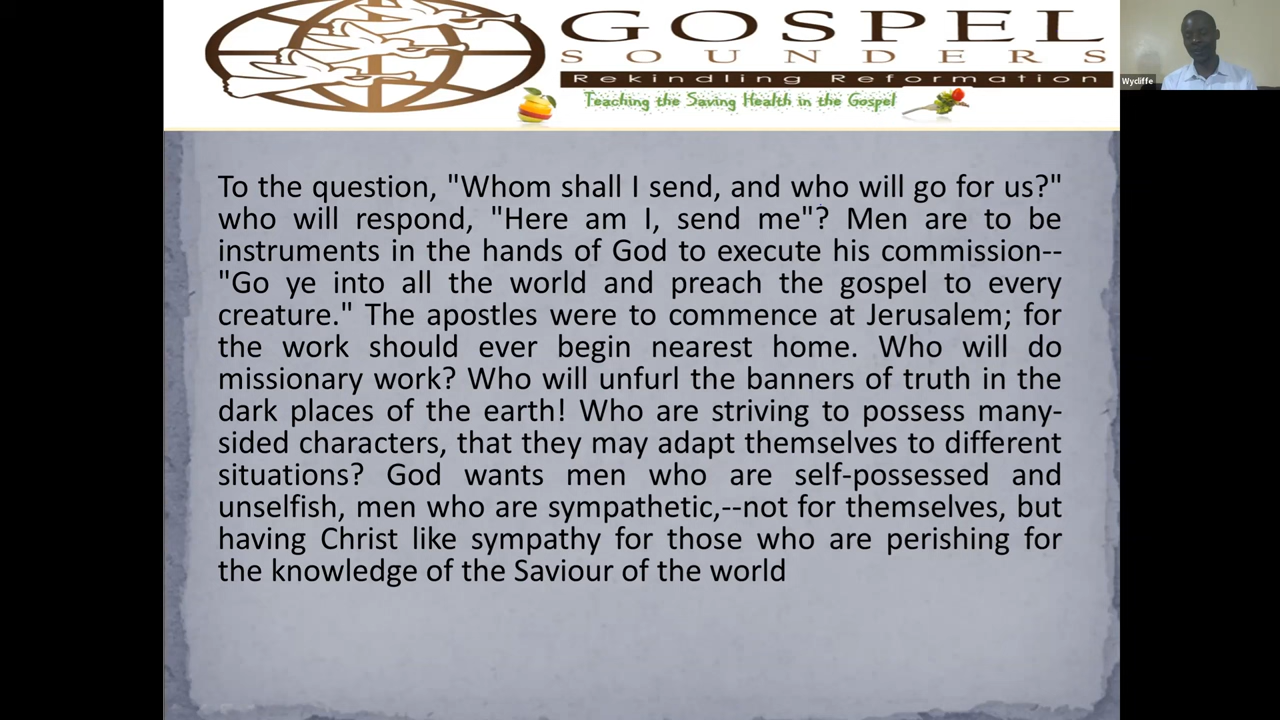 GOSPEL
SOUNDERS
Rekindling Reformation
Teaching the Saving Health in the Gospel
Wycliffe
To the question, "Whom shall I send, and who will go for us?"
who will respond, "Here am I, send me"? Men are to be
instruments in the hands of God to execute his commission--
"Go ye into all the world and preach the gospel to every
creature." The apostles were to commence at Jerusalem; for
the work should ever begin nearest home. Who will do
missionary work? Who will unfurl the banners of truth in the
dark places of the earth! Who are striving to possess many-
sided characters, that they may adapt themselves to different
situations? God wants men who are self-possessed and
unselfish, men who are sympathetic,--not for themselves, but
having Christ like sympathy for those who are perishing for
the knowledge of the Saviour of the world